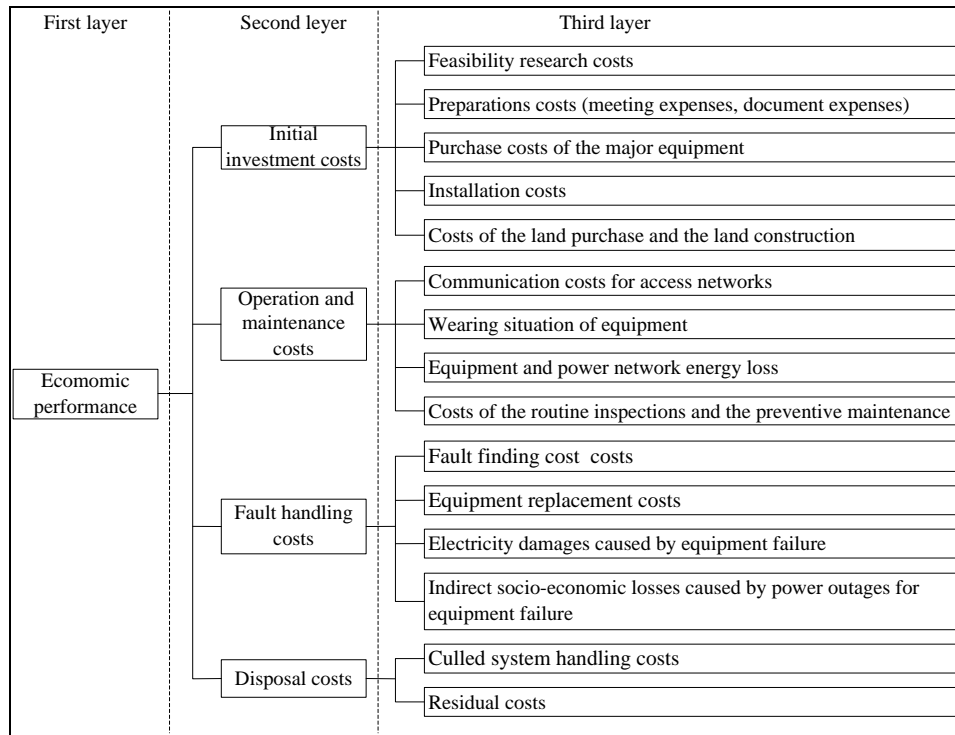 First layer
Second leyer
Third layer
Feasibility research costs
Preparations costs (meeting expenses, document expenses)
Initial
investment costs
Purchase costs of the major equipment
Installation costs
Costs of the land purchase and the land construction
Communication costs for access networks
Operation and
maintenance
costs
Wearing situation of equipment
Equipment and power network energy loss
Costs of the routine inspections and the preventive maintenance
Ecomomic
performance
Fault finding cost costs
Equipment replacement costs
Fault handling
costs
Electricity damages caused by equipment failure
Indirect socio-economic losses caused by power outages for
equipment failure
Culled system handling costs
Disposal costs
Residual costs